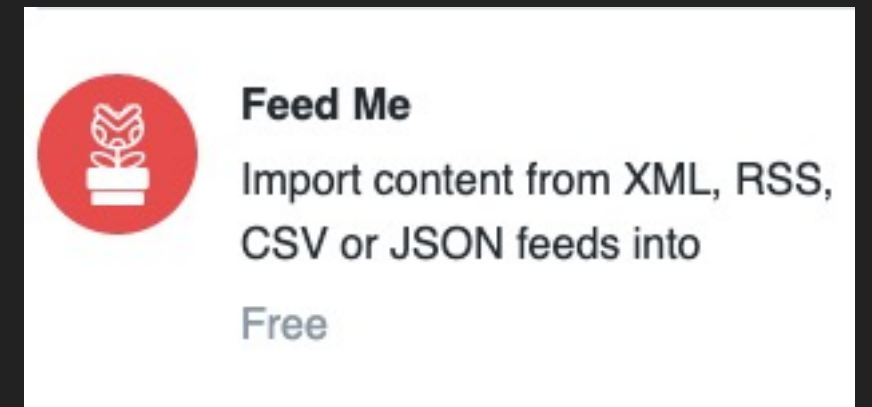 Feed Me
Import content from XML, RSS,
CSV or JSON feeds into
Free